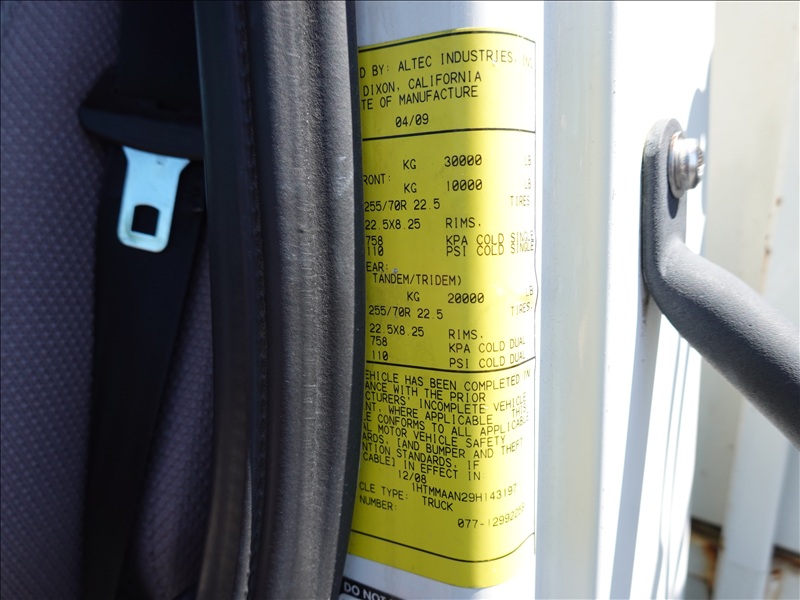 D BY: ALTEC INDUSTRIES, INC
DIXON, CALIFORNIA
TE OF MANUFACTURE
04/09
KG 30000 LB
RONT:
KG 10000 LB
255/70R 22.5 TIRES.
22.5X8.25 RIMS.
758 KPA COLD SINGLE
110 PSI COLD SINGLE
EAR:
TANDEM/TRIDEM)
KG 20000 LB
255/70R 22.5 TIRES.
22.5X8.25 RIMS.
758 KPA COLD DUAL
110 PSI COLD DUAL
EHICLE HAS BEEN COMPLETED IN
ANCE WITH THE PRIOR
CTURERS' INCOMPLETE VEHICLE
NT, WHERE APPLICABLE THIS
LE CONFORMS TO ALL APPLICABLE
AL MOTOR VEHICLE SAFETY
ARDS, [AND BUMPER AND THEFT
NTION STANDARDS, IF
CABLE] IN EFFECT IN
12/08
1HTMMAAN29H143197
CLE TYPE: TRUCK
NUMBER:
DO NOT